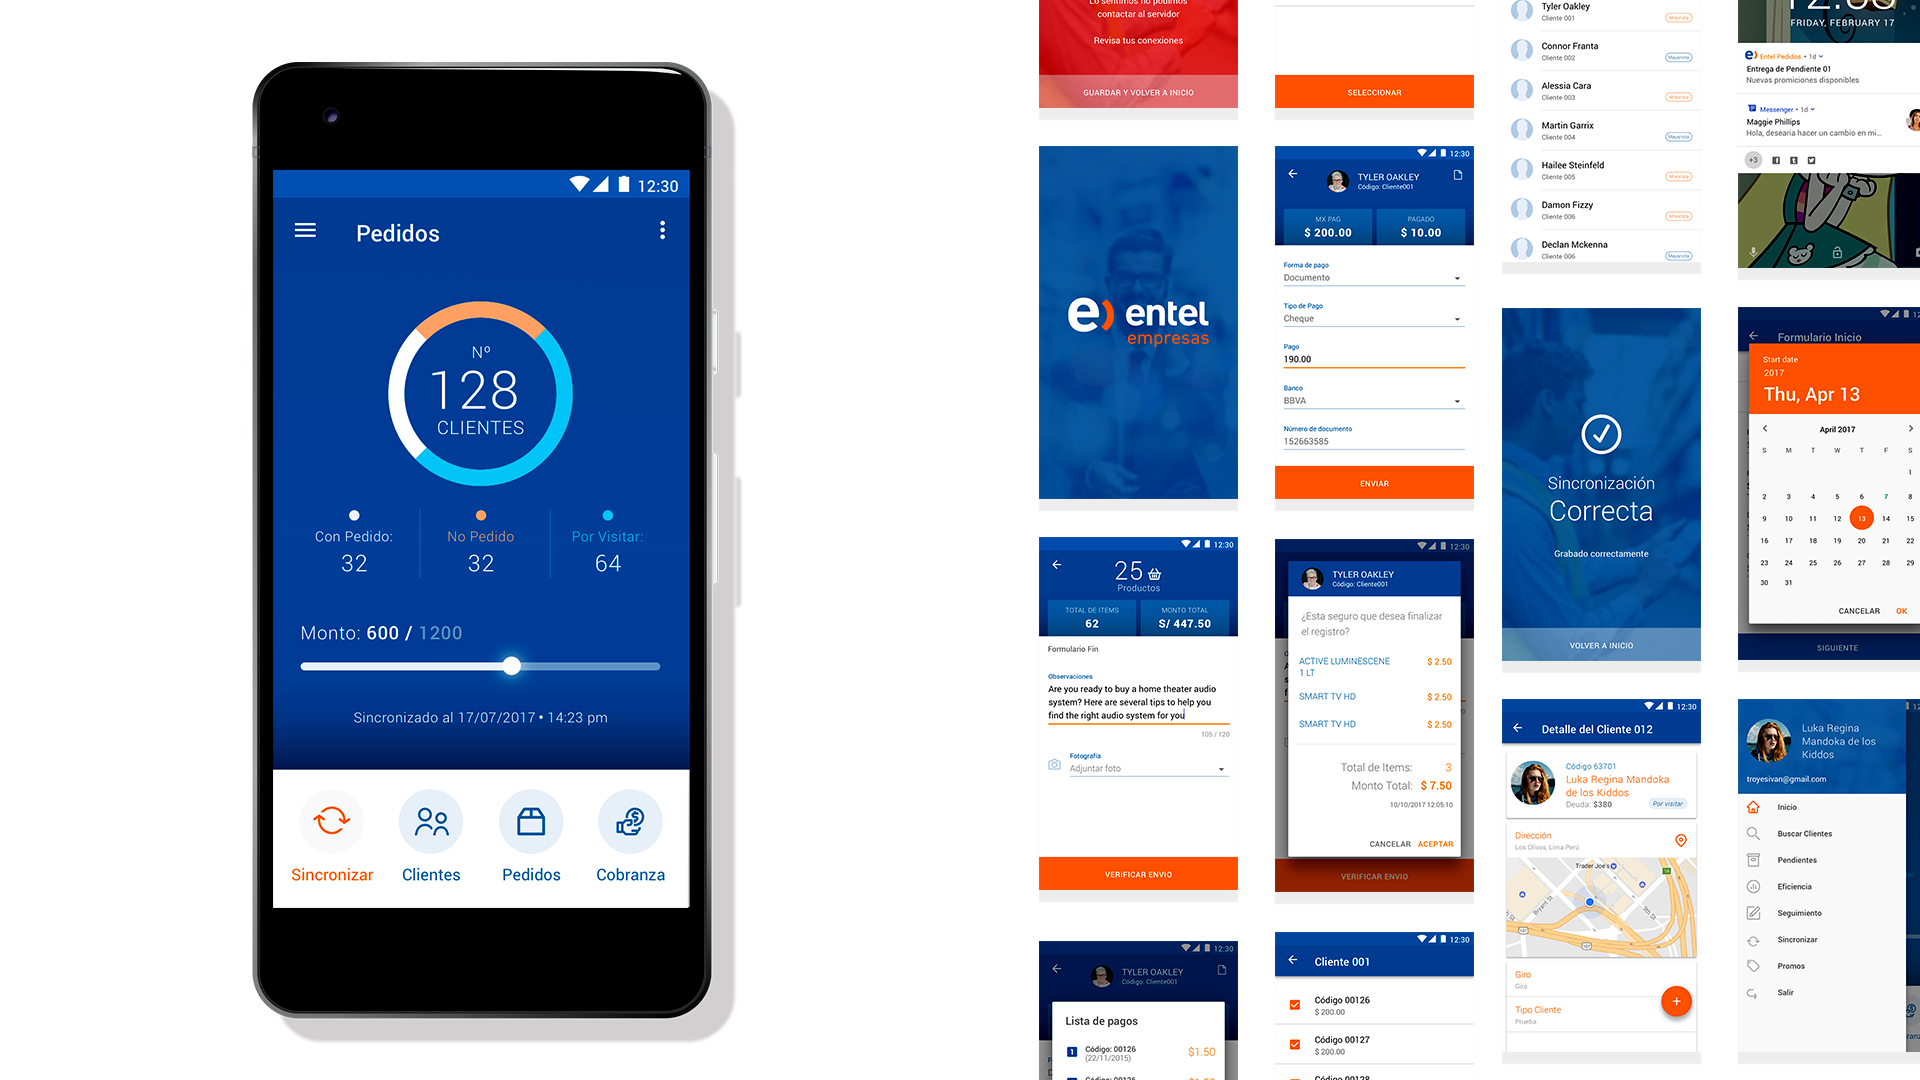 12:30
Pedidos
Nº
128
CLIENTES
Con Pedido:
32
No Pedido
32
Por Visitar:
64
Monto: 600 / 1200
Sincronizado al 17/07/2017 • 14:23 pm
Sincronizar
Clientes
Pedidos
Cobranza
Lo sentimos no podimos
contactar al servidor
Revisa tus conexiones
GUARDAR Y VOLVER A INICIO
e) entel
empresas
12:30
25
Productos
TOTAL DE ITEMS
62
MONTO TOTAL
S/ 447.50
Formulario Fin
Observaciones
Are you ready to buy a home theater audio
system? Here are several tips to help you
find the right audio system for you
105 / 120
Fotografía
Adjuntar foto
VERIFICAR ENVIO
12:30
TYLER OAKLEY
Código: Cliente001
Lista de pagos
1
Código: 00126
(22/11/2015)
$1.50
Código: 00126
SELECCIONAR
12:30
TYLER OAKLEY
Código: Cliente001
MX PAG
$ 200.00
PAGADO
$ 10.00
Forma de pago
Documento
Tipo de Pago
Cheque
Pago
190.00
Banco
BBVA
Número de documento
152663585
ENVIAR
12:30
TYLER OAKLEY
Código: Cliente001
¿Esta seguro que desea finalizar
el registro?
ACTIVE LUMINESCENE
1 LT
$ 2.50
SMART TV HD
$ 2.50
SMART TV HD
$ 2.50
Total de Items: 3
Monto Total: $ 7.50
10/10/2017 12:05:10
CANCELAR ACEPTAR
VERIFICAR ENVIO
12:30
Cliente 001
Código 00126
$ 200.00
Código 00127
$ 200.00
Código 00128
Tyler Oakley
Cliente 001
Minorista
Connor Franta
Cliente 002
Mayorista
Alessia Cara
Cliente 003
Minorista
Martin Garrix
Cliente 004
Mayorista
Hailee Steinfeld
Cliente 005
Minorista
Damon Fizzy
Cliente 006
Minorista
Declan Mckenna
Cliente 006
Mayorista
Sincronización
Correcta
Grabado correctamente
VOLVER A INICIO
12:30
Detalle del Cliente 012
Código 63701
Luka Regina Mandoka
de los Kiddos
Deuda: $380
Por visitar
Dirección
Los Olivos, Lima Perú
Trader Joe's
Bryant St
9th St
101
101
Giro
Giro
+
Tipo Cliente
Prueba
FRIDAY, FEBRUARY 17
e) Entel Pedidos • 1d
Entrega de Pendiente 01
Nuevas promiciones disponibles
Messenger • 1d
Maggie Phillips
Hola, desearia hacer un cambio en mi...
+3
Formulario Inicio
Start date
2017
Thu, Apr 13
April 2017
S M T W T F S
1
2 3 4 5 6 7 8
9 10 11 12 13 14 15
16 17 18 19 20 21 22
23 24 25 26 27 28 29
30 31
CANCELAR OK
SIGUIENTE
Luka Regina
Mandoka de los
Kiddos
troyesivan@gmail.com
Inicio
Buscar Clientes
Pendientes
Eficiencia
Seguimiento
Sincronizar
Promos
Salir